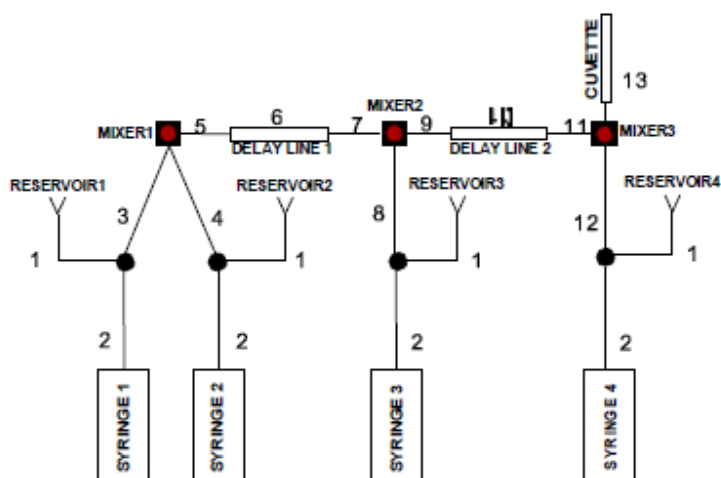 CUVETTE
13
MIXER1
5
6
DELAY LINE 1
7
MIXER2
9
DELAY LINE 2
11
MIXER3
RESERVOIR1
3
4
RESERVOIR2
8
RESERVOIR3
12
RESERVOIR4
1
1
1
1
2
2
2
2
SYRINGE 1
SYRINGE 2
SYRINGE 3
SYRINGE 4